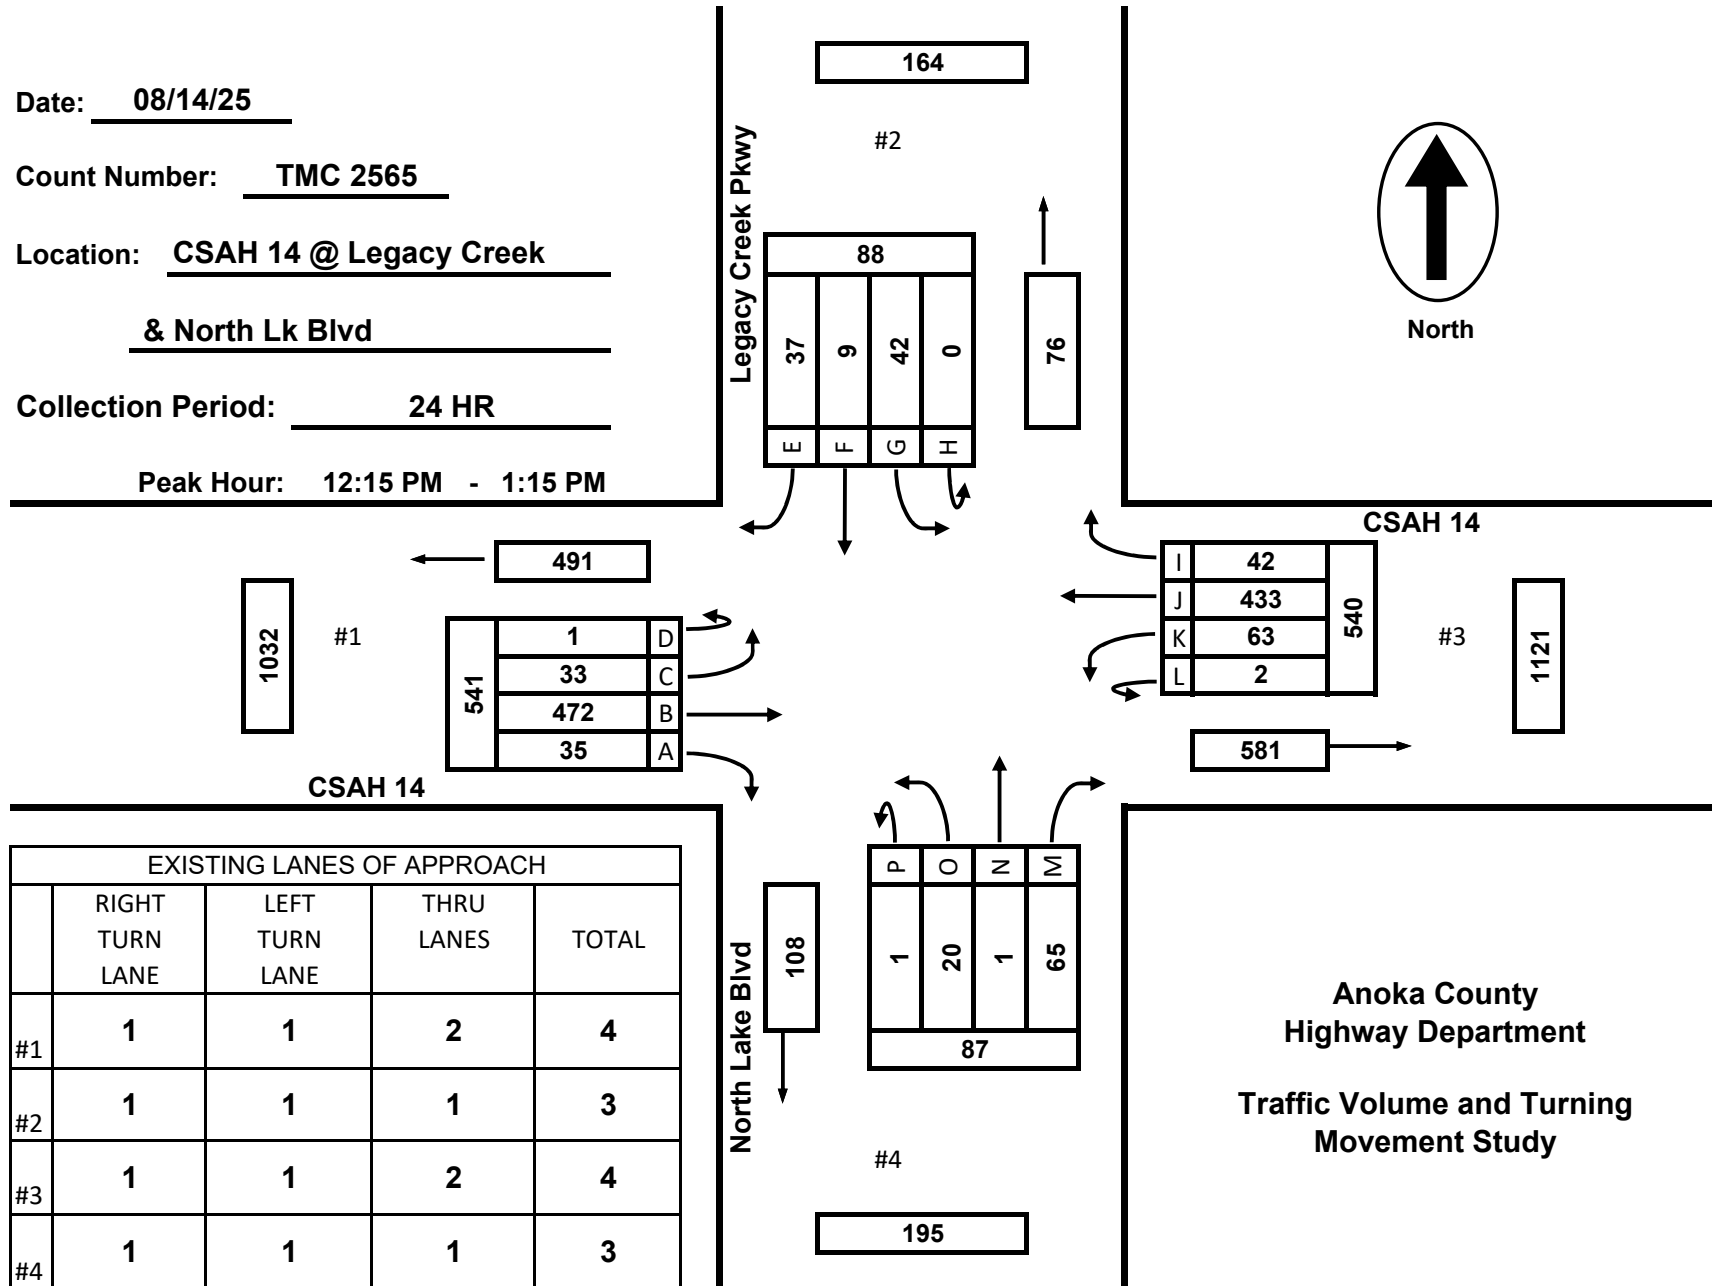 Date: 08/14/25
Count Number: TMC 2565
Location: CSAH 14 @ Legacy Creek
& North Lk Blvd
Collection Period: 24 HR
Peak Hour: 12:15 PM - 1:15 PM
164
#2
Legacy Creek Pkwy
88
37 9 42 0
E F G H
76
North
CSAH 14
491
1032
#1
541
1 D
33 C
472 B
35 A
CSAH 14
I 42
J 433
K 63
L 2
540
#3
1121
581
P O N M
1 20 1 65
87
108
North Lake Blvd
#4
195
EXISTING LANES OF APPROACH
RIGHT TURN LANE
LEFT TURN LANE
THRU LANES
TOTAL
#1 1 1 2 4
#2 1 1 1 3
#3 1 1 2 4
#4 1 1 1 3
Anoka County
Highway Department
Traffic Volume and Turning
Movement Study